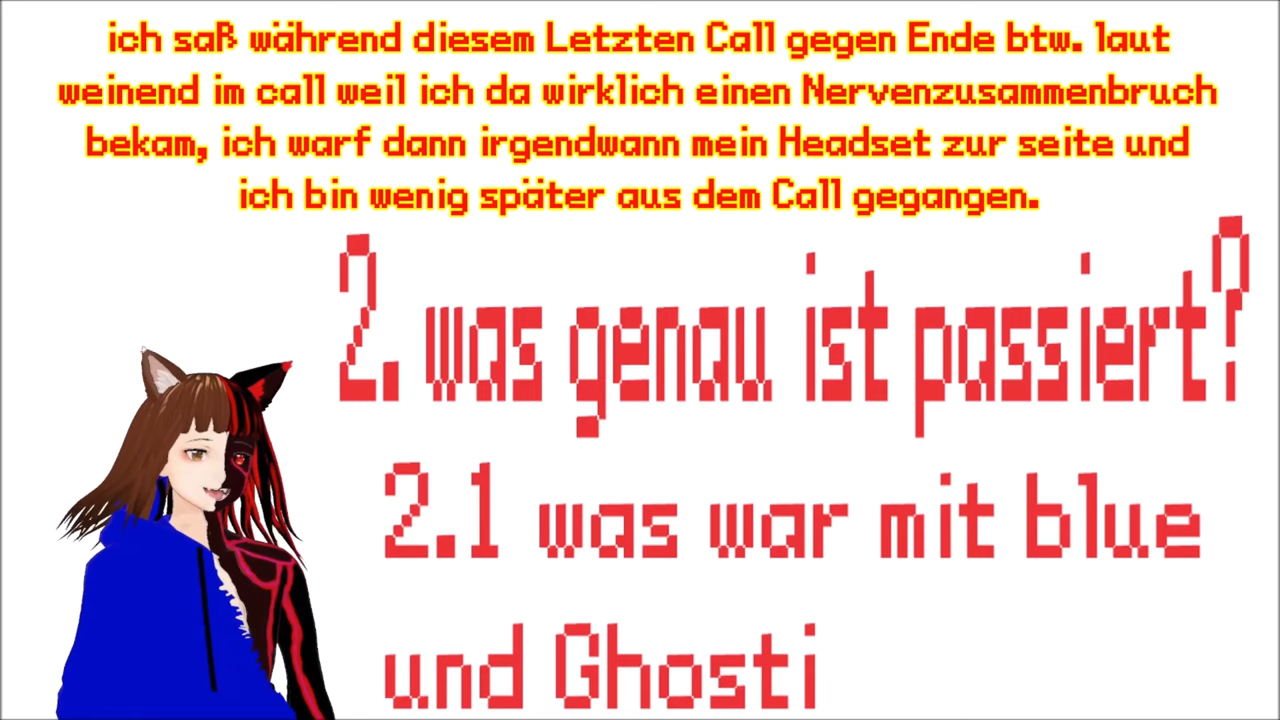 ich saß während diesem Letzten Call gegen Ende btw. laut
weinend im call weil ich da wirklich einen Nervenzusammenbruch
bekam, ich warf dann irgendwann mein Headset zur seite und
ich bin wenig später aus dem Call gegangen.
2. was genau ist passiert?
2.1 was war mit blue
und Ghosti